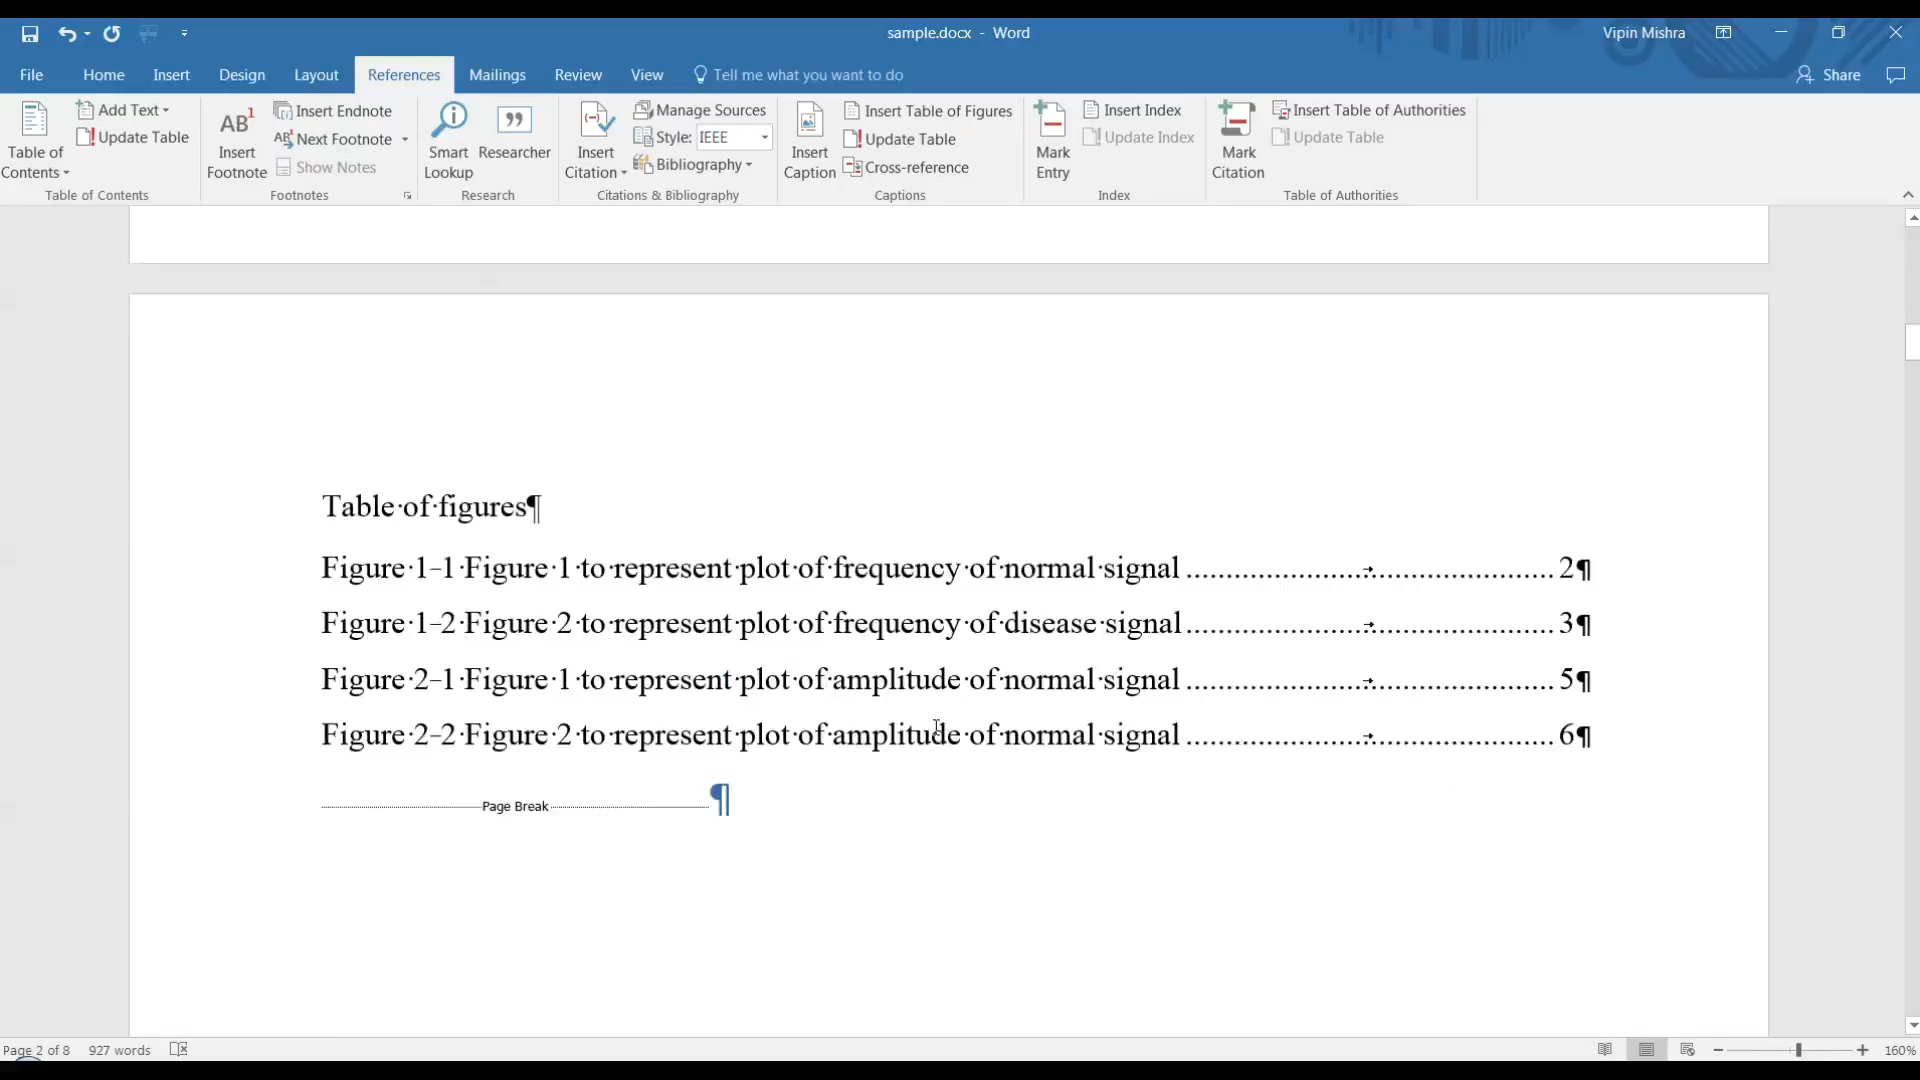 sample.docx - Word
Vipin Mishra
File Home Insert Design Layout References Mailings Review View Tell me what you want to do Share
Table of Contents
Add Text
Update Table
Table of Contents
AB1 Insert Footnote
Insert Endnote
Next Footnote
Show Notes
Footnotes
Smart Lookup
Researcher
Research
Insert Citation
Manage Sources
Style: IEEE
Bibliography
Citations & Bibliography
Insert Caption
Insert Table of Figures
Update Table
Cross-reference
Captions
Mark Entry
Insert Index
Update Index
Index
Mark Citation
Insert Table of Authorities
Update Table
Table of Authorities
Table·of·figures¶
Figure·1-1·Figure·1·to·represent·plot·of·frequency·of·normal·signal ........................................ 2¶
Figure·1-2·Figure·2·to·represent·plot·of·frequency·of·disease·signal ........................................ 3¶
Figure·2-1·Figure·1·to·represent·plot·of·amplitude·of·normal·signal ........................................ 5¶
Figure·2-2·Figure·2·to·represent·plot·of·amplitude·of·normal·signal ........................................ 6¶
Page Break ¶
Page 2 of 8 927 words 160%